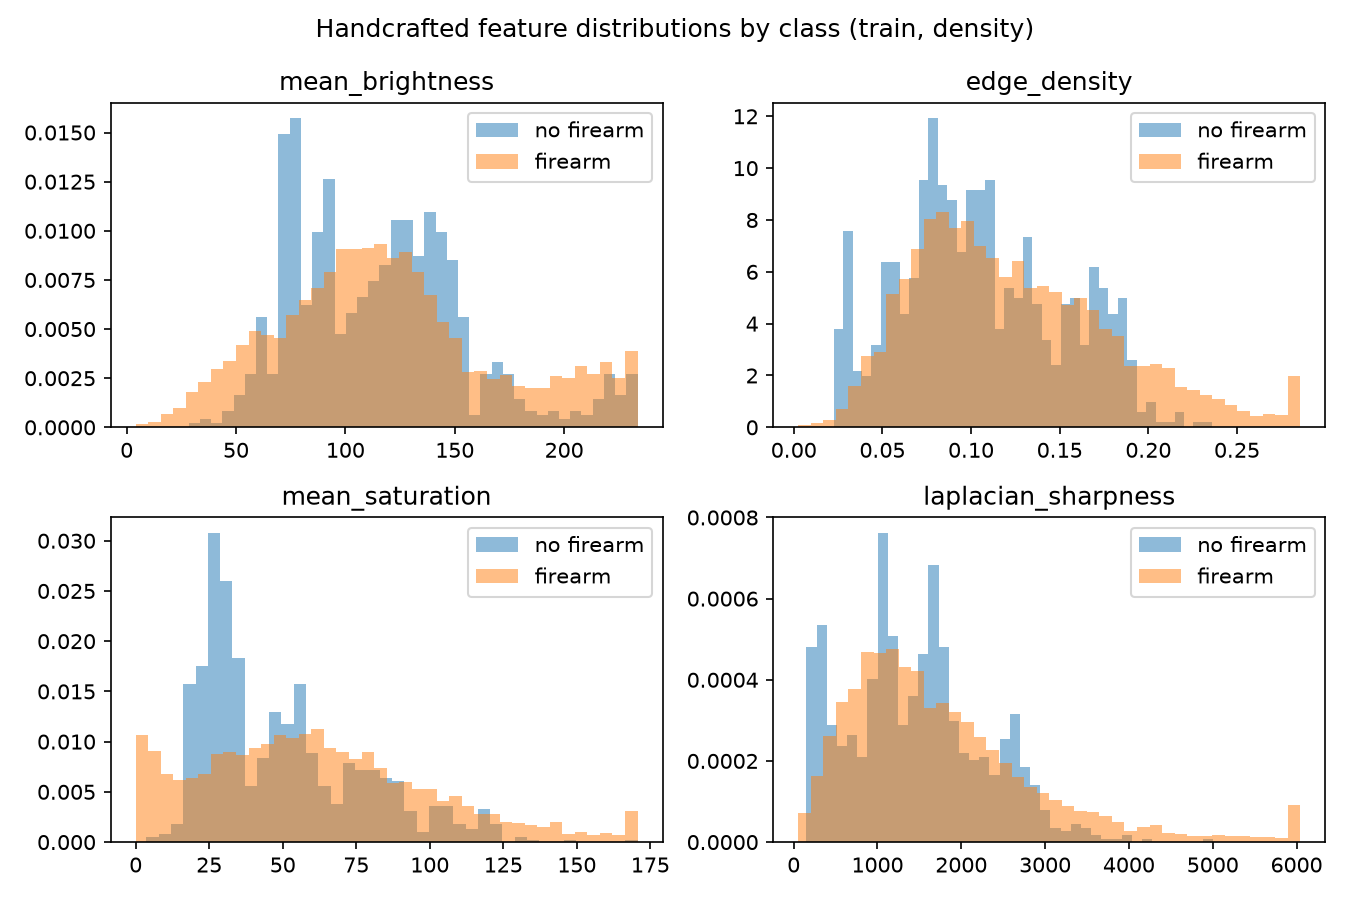 Handcrafted feature distributions by class (train, density)
mean_brightness
no firearm
firearm
0.0150
0.0125
0.0100
0.0075
0.0050
0.0025
0.0000
0 50 100 150 200
edge_density
no firearm
firearm
12
10
8
6
4
2
0
0.00 0.05 0.10 0.15 0.20 0.25
mean_saturation
no firearm
firearm
0.030
0.025
0.020
0.015
0.010
0.005
0.000
0 25 50 75 100 125 150 175
laplacian_sharpness
no firearm
firearm
0.0008
0.0006
0.0004
0.0002
0.0000
0 1000 2000 3000 4000 5000 6000